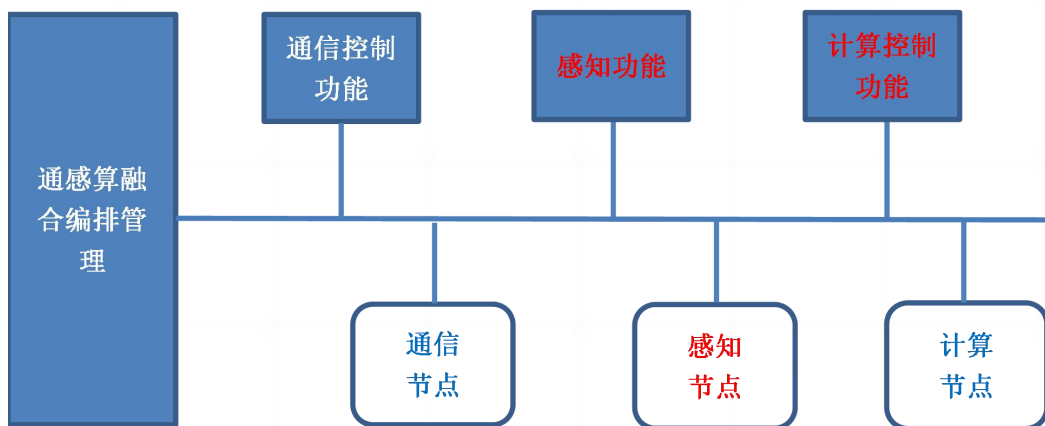 通信控制
功能
感知功能
计算控制
功能
通感算融
合编排管
理
通信
节点
感知
节点
计算
节点